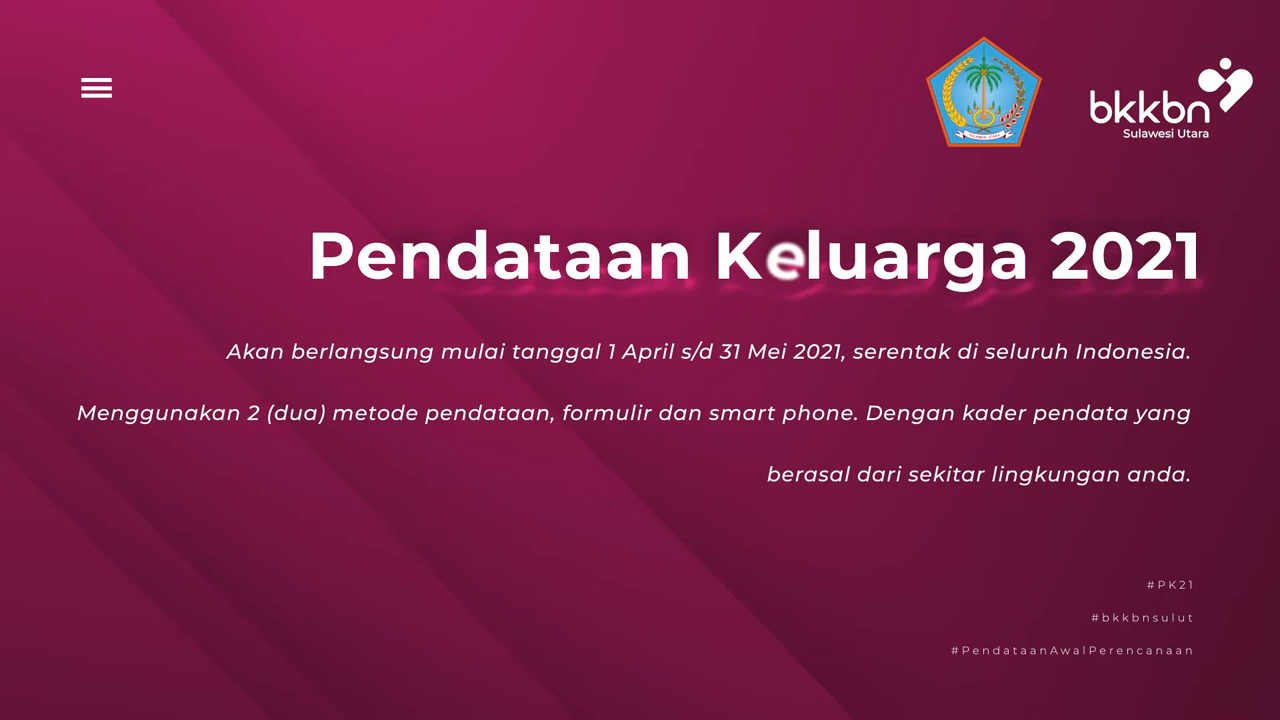 bkkbn
Sulawesi Utara
Pendataan Keluarga 2021
Akan berlangsung mulai tanggal 1 April s/d 31 Mei 2021, serentak di seluruh Indonesia.
Menggunakan 2 (dua) metode pendataan, formulir dan smart phone. Dengan kader pendata yang
berasal dari sekitar lingkungan anda.
#PK21
#bkkbnsulut
#PendataanAwalPerencanaan